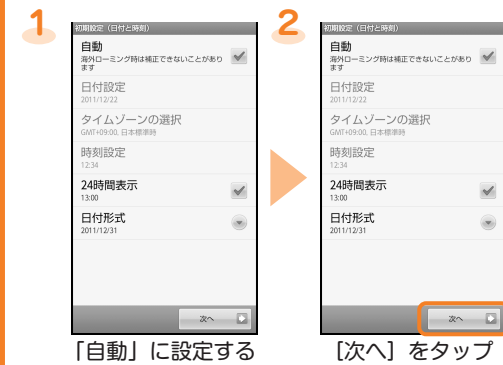 1
初期設定（日付と時刻）
自動
海外ローミング時は補正できないことがあり
ます
日付設定
2011/12/22
タイムゾーンの選択
GMT+09:00, 日本標準時
時刻設定
12:34
24時間表示
13:00
日付形式
2011/12/31
次へ
「自動」に設定する
2
初期設定（日付と時刻）
自動
海外ローミング時は補正できないことがあり
ます
日付設定
2011/12/22
タイムゾーンの選択
GMT+09:00, 日本標準時
時刻設定
12:34
24時間表示
13:00
日付形式
2011/12/31
次へ
［次へ］をタップ